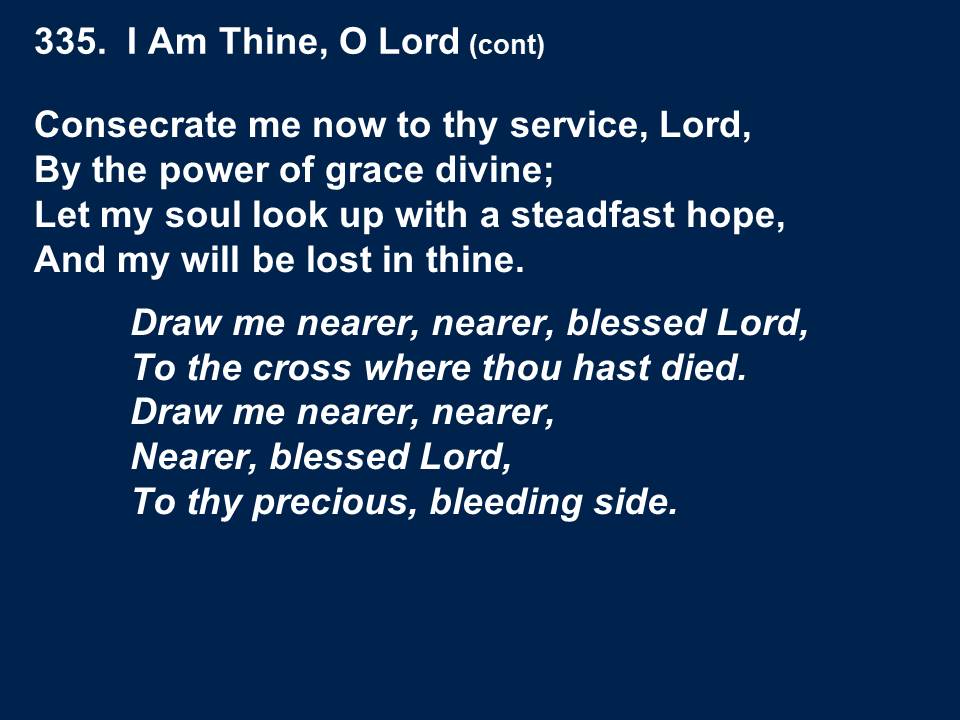 335. I Am Thine, O Lord (cont)
Consecrate me now to thy service, Lord,
By the power of grace divine;
Let my soul look up with a steadfast hope,
And my will be lost in thine.
Draw me nearer, nearer, blessed Lord,
To the cross where thou hast died.
Draw me nearer, nearer,
Nearer, blessed Lord,
To thy precious, bleeding side.